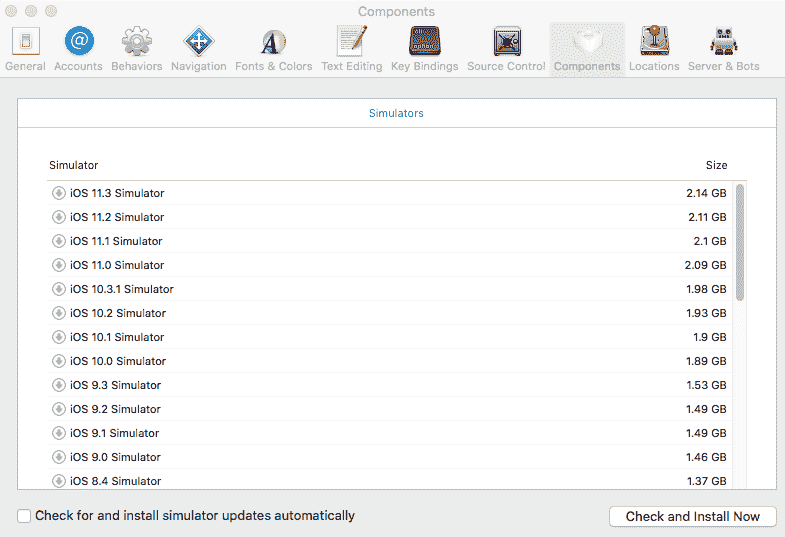 Components
General Accounts Behaviors Navigation Fonts & Colors Text Editing Key Bindings Source Control Components Locations Server & Bots
Simulators
Simulator Size
iOS 11.3 Simulator 2.14 GB
iOS 11.2 Simulator 2.11 GB
iOS 11.1 Simulator 2.1 GB
iOS 11.0 Simulator 2.09 GB
iOS 10.3.1 Simulator 1.98 GB
iOS 10.2 Simulator 1.93 GB
iOS 10.1 Simulator 1.9 GB
iOS 10.0 Simulator 1.89 GB
iOS 9.3 Simulator 1.53 GB
iOS 9.2 Simulator 1.49 GB
iOS 9.1 Simulator 1.49 GB
iOS 9.0 Simulator 1.46 GB
iOS 8.4 Simulator 1.37 GB
Check for and install simulator updates automatically Check and Install Now